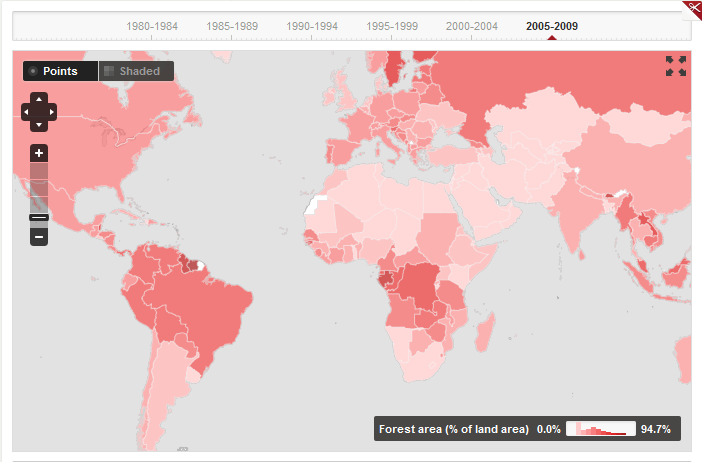 1980-1984 1985-1989 1990-1994 1995-1999 2000-2004 2005-2009
Points Shaded
+
−
Forest area (% of land area) 0.0% 94.7%